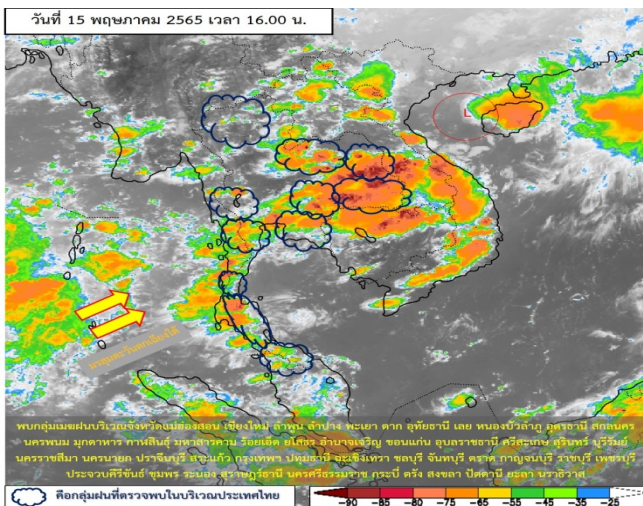 วันที่ 15 พฤษภาคม 2565 เวลา 16.00 น.
L
มรสุมตะวันตกเฉียงใต้
พบกลุ่มเมฆฝนบริเวณจังหวัดแม่ฮ่องสอน เชียงใหม่ ลำพูน ลำปาง พะเยา ตาก อุทัยธานี เลย หนองบัวลำภู อุดรธานี สกลนคร
นครพนม มุกดาหาร กาฬสินธุ์ มหาสารคาม ร้อยเอ็ด ยโสธร อำนาจเจริญ ขอนแก่น อุบลราชธานี ศรีสะเกษ สุรินทร์ บุรีรัมย์
นครราชสีมา นครนายก ปราจีนบุรี สระแก้ว กรุงเทพฯ ปทุมธานี ฉะเชิงเทรา ชลบุรี จันทบุรี ตราด กาญจนบุรี ราชบุรี เพชรบุรี
ประจวบคีรีขันธ์ ชุมพร ระนอง สุราษฎร์ธานี นครศรีธรรมราช กระบี่ ตรัง สงขลา ปัตตานี ยะลา นราธิวาส
คือกลุ่มฝนที่ตรวจพบในบริเวณประเทศไทย
-90 -85 -80 -75 -65 -55 -45 -35 -25